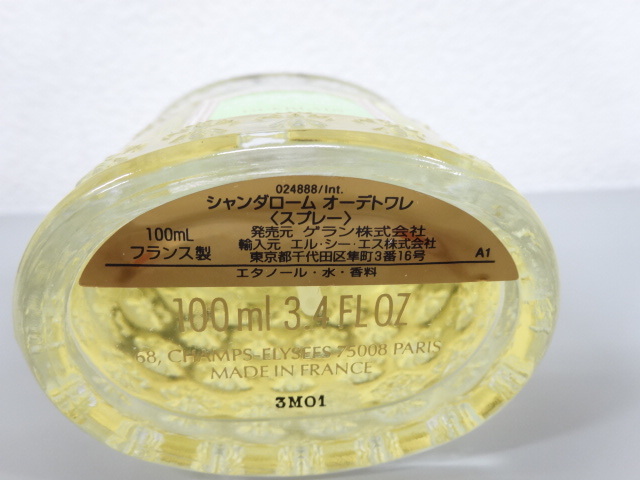 024888/Int.
シャンダローム オーデトワレ
〈スプレー〉
100mL
フランス製
発売元 ゲラン株式会社
輸入元 エル・シー・エス株式会社
東京都千代田区隼町3番16号
A1
エタノール・水・香料
100ml 3.4 FL OZ
68, CHAMPS-ELYSEES 75008 PARIS
MADE IN FRANCE
3M01